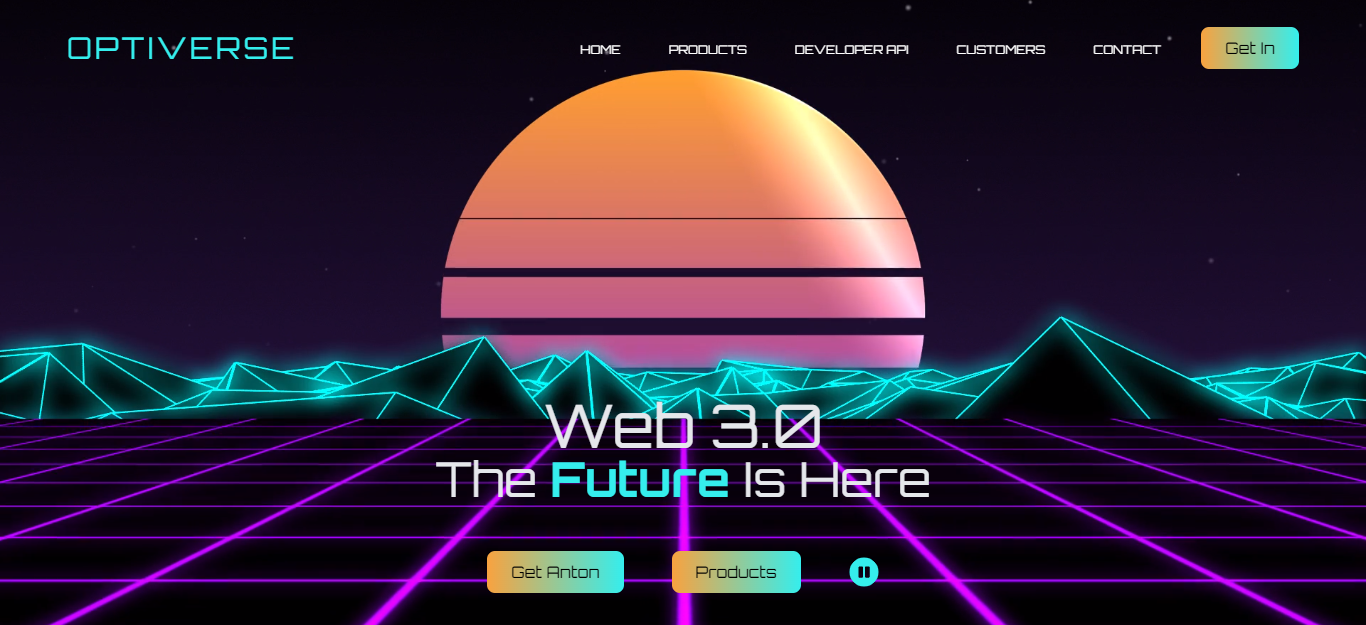 OPTIVERSE
HOME PRODUCTS DEVELOPER API CUSTOMERS CONTACT Get In
Web 3.0
The Future Is Here
Get Anton Products